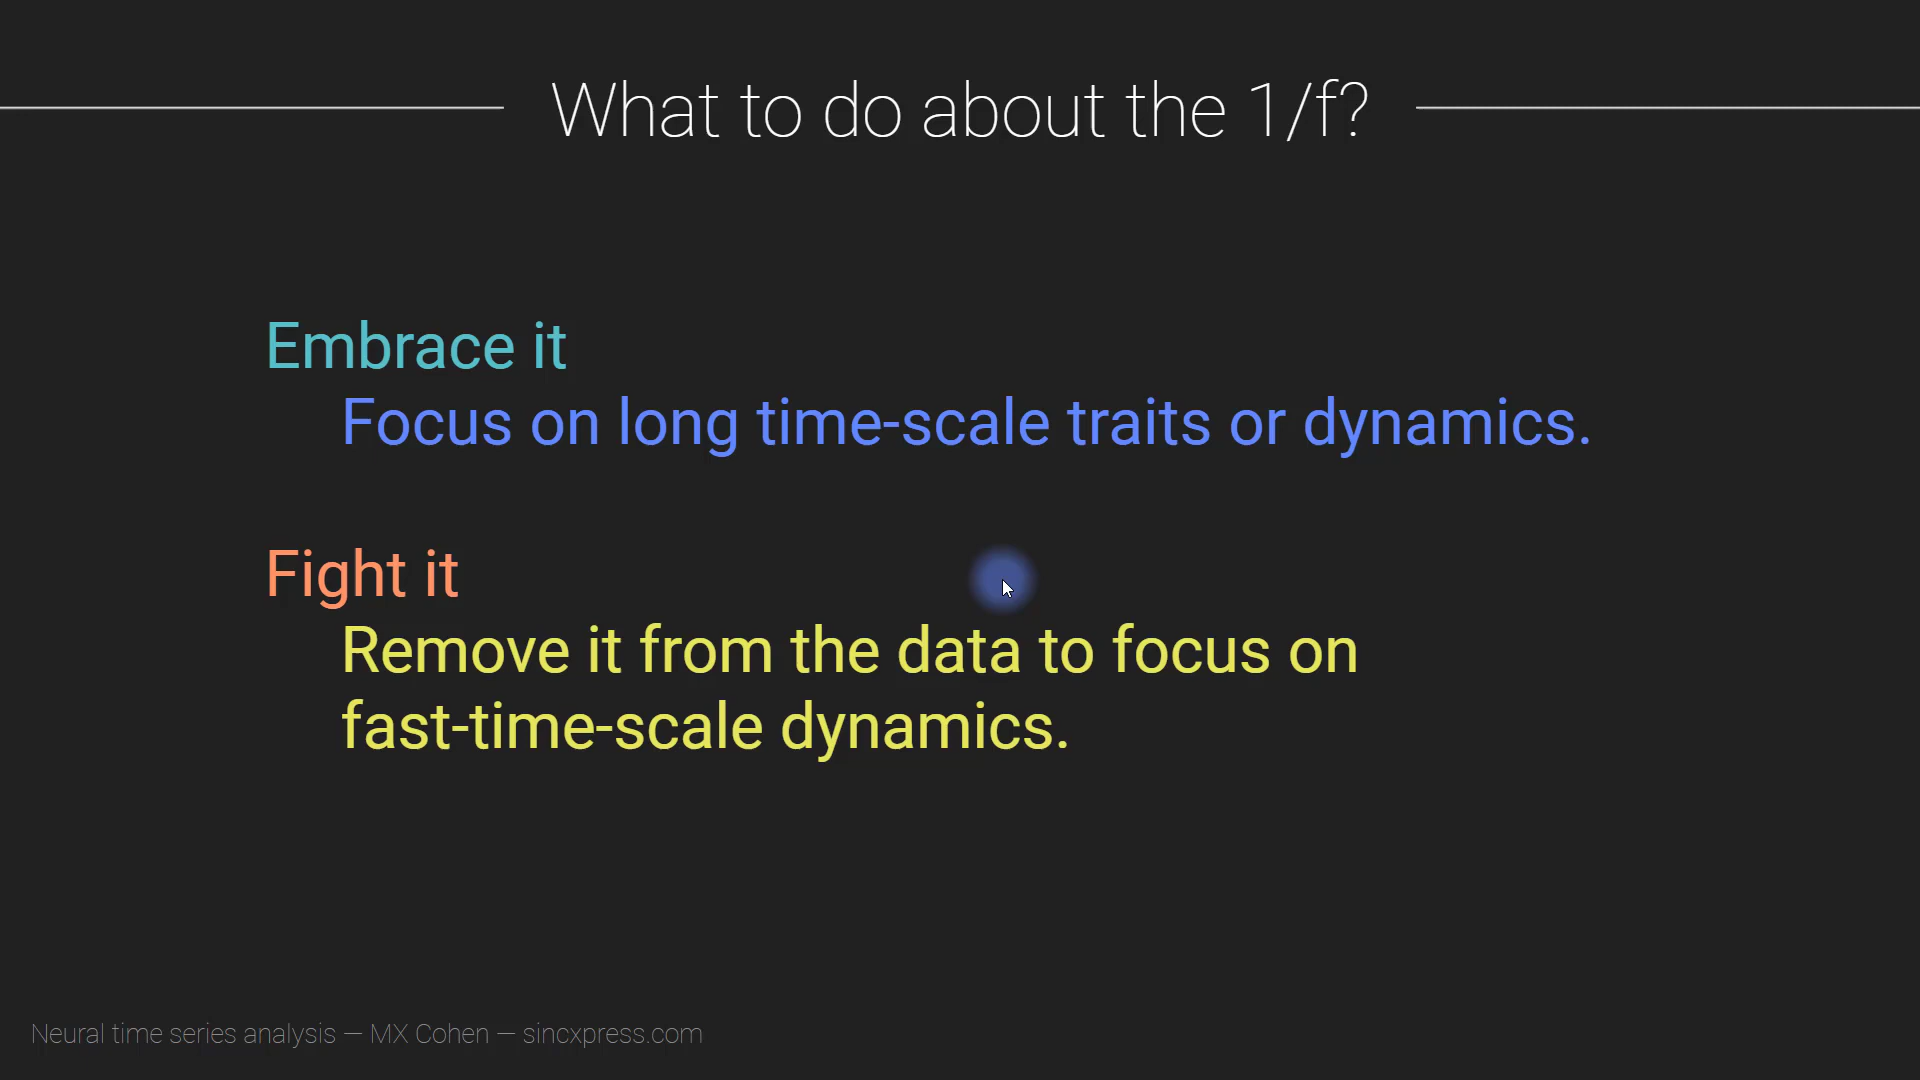 What to do about the 1/f?
Embrace it
Focus on long time-scale traits or dynamics.
Fight it
Remove it from the data to focus on
fast-time-scale dynamics.
Neural time series analysis — MX Cohen — sincxpress.com